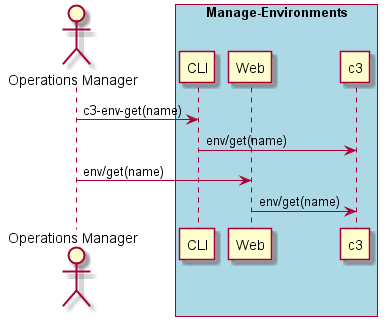 Manage-Environments
Operations Manager
CLI
Web
c3
c3-env-get(name)
env/get(name)
env/get(name)
env/get(name)
Operations Manager
CLI
Web
c3